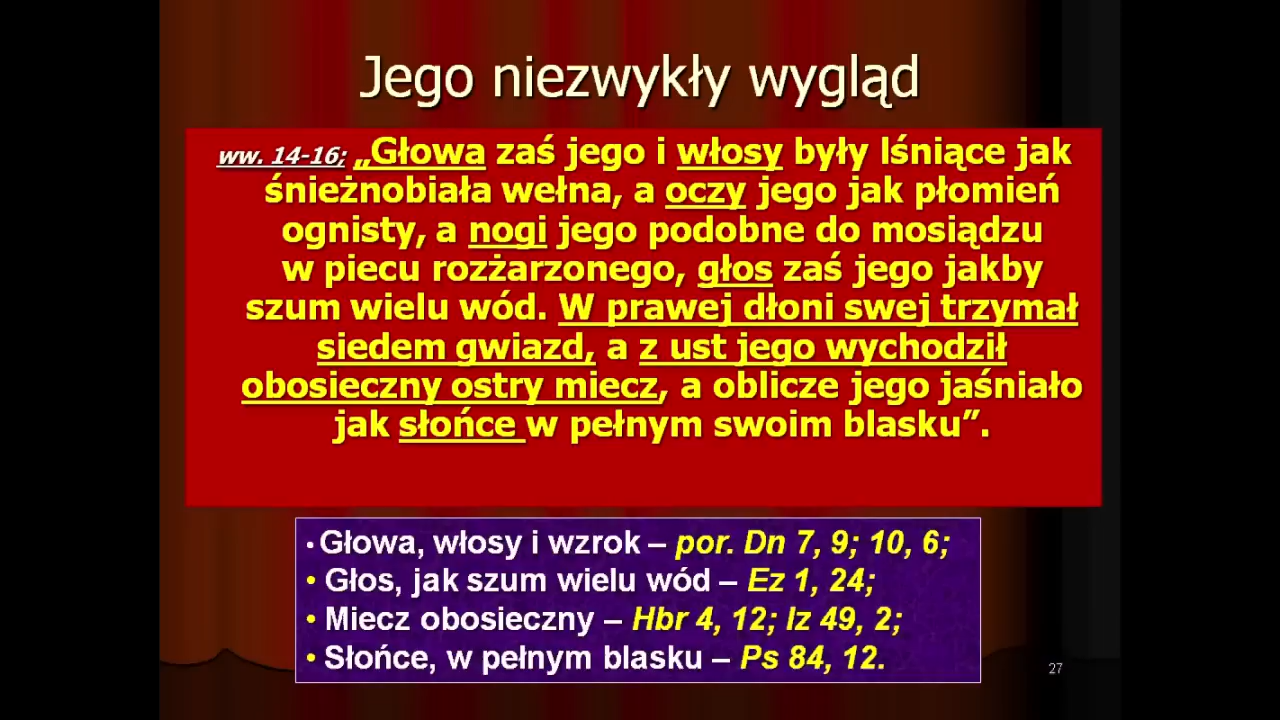 Jego niezwykły wygląd
ww. 14-16; „Głowa zaś jego i włosy były lśniące jak
śnieżnobiała wełna, a oczy jego jak płomień
ognisty, a nogi jego podobne do mosiądzu
w piecu rozżarzonego, głos zaś jego jakby
szum wielu wód. W prawej dłoni swej trzymał
siedem gwiazd, a z ust jego wychodził
obosieczny ostry miecz, a oblicze jego jaśniało
jak słońce w pełnym swoim blasku”.
• Głowa, włosy i wzrok – por. Dn 7, 9; 10, 6;
• Głos, jak szum wielu wód – Ez 1, 24;
• Miecz obosieczny – Hbr 4, 12; Iz 49, 2;
• Słońce, w pełnym blasku – Ps 84, 12.
27